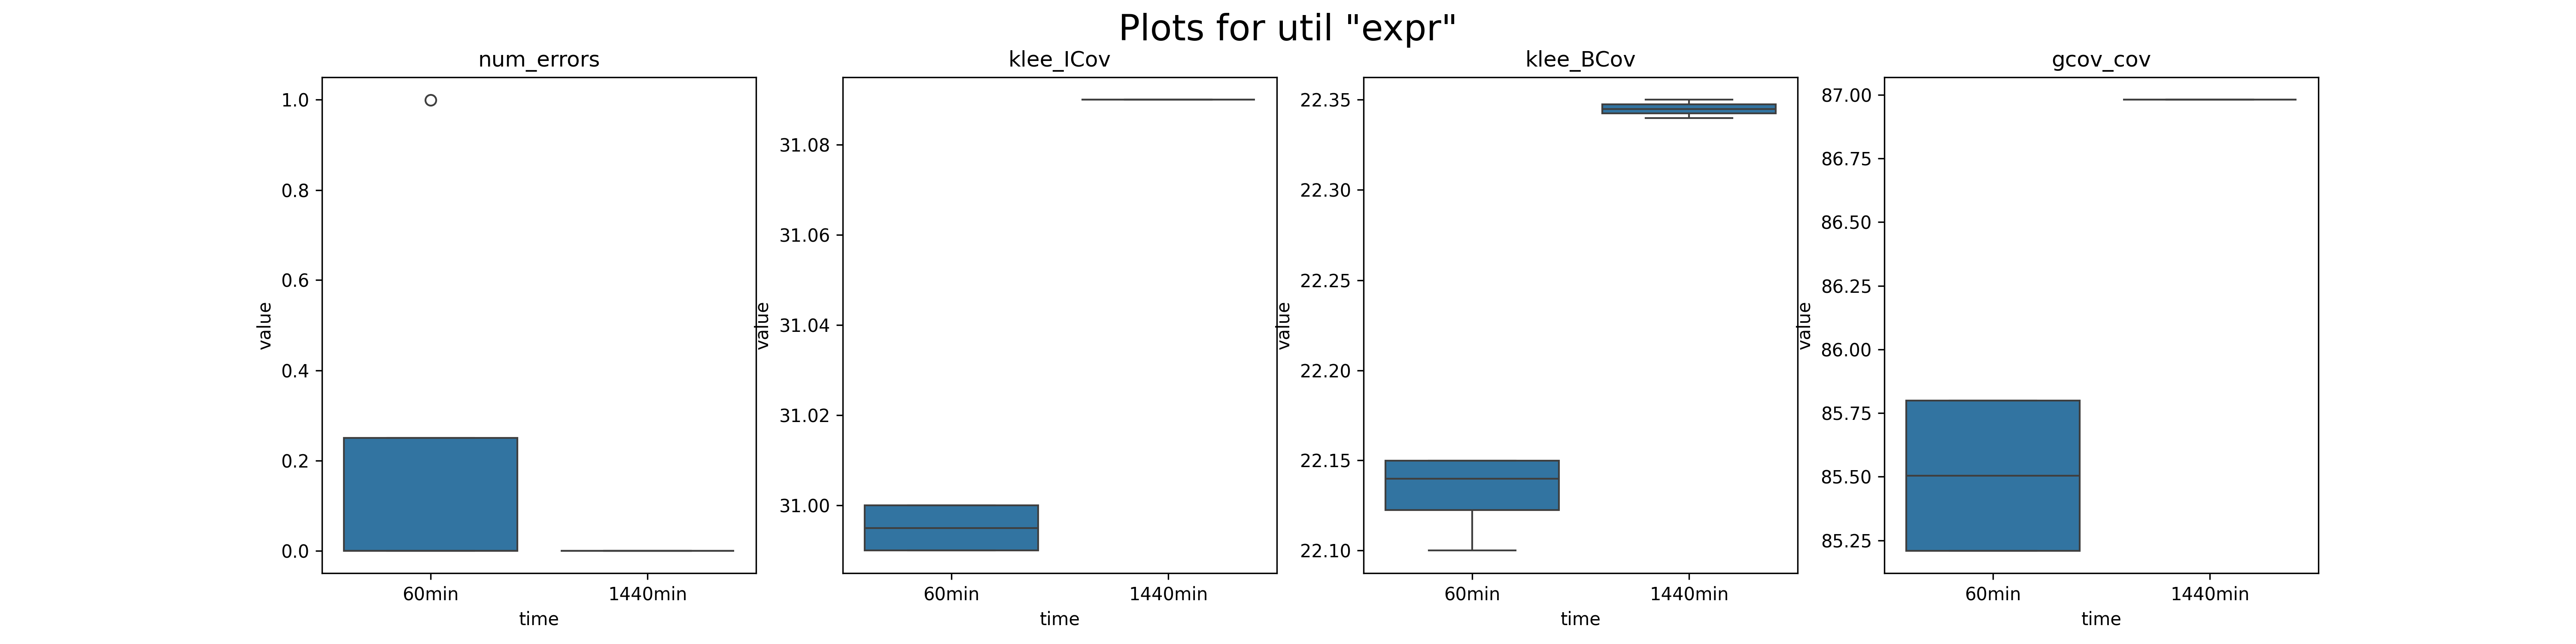 Plots for util "expr"
num_errors
1.0
0.8
0.6
0.4
0.2
0.0
value
60min
1440min
time
klee_ICov
31.08
31.06
31.04
31.02
31.00
value
60min
1440min
time
klee_BCov
22.35
22.30
22.25
22.20
22.15
22.10
value
60min
1440min
time
gcov_cov
87.00
86.75
86.50
86.25
86.00
85.75
85.50
85.25
value
60min
1440min
time